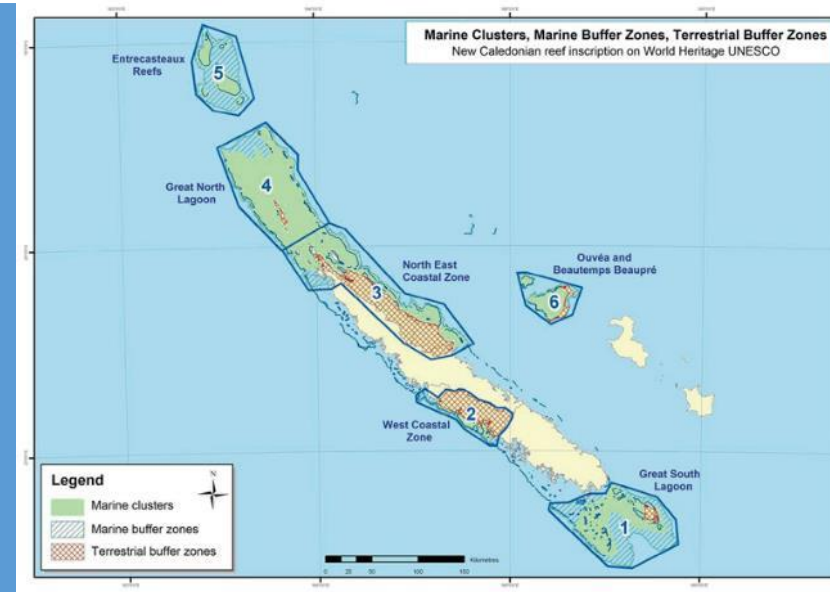 Marine Clusters, Marine Buffer Zones, Terrestrial Buffer Zones
New Caledonian reef inscription on World Heritage UNESCO
Entrecasteaux
Reefs
5
Great North
Lagoon
4
North East
Coastal Zone
3
Ouvéa and
Beautemps Beaupré
6
West Coastal
Zone
2
Great South
Lagoon
1
Legend
N
Marine clusters
Marine buffer zones
Terrestrial buffer zones
Kilometres
0 25 50 100 150